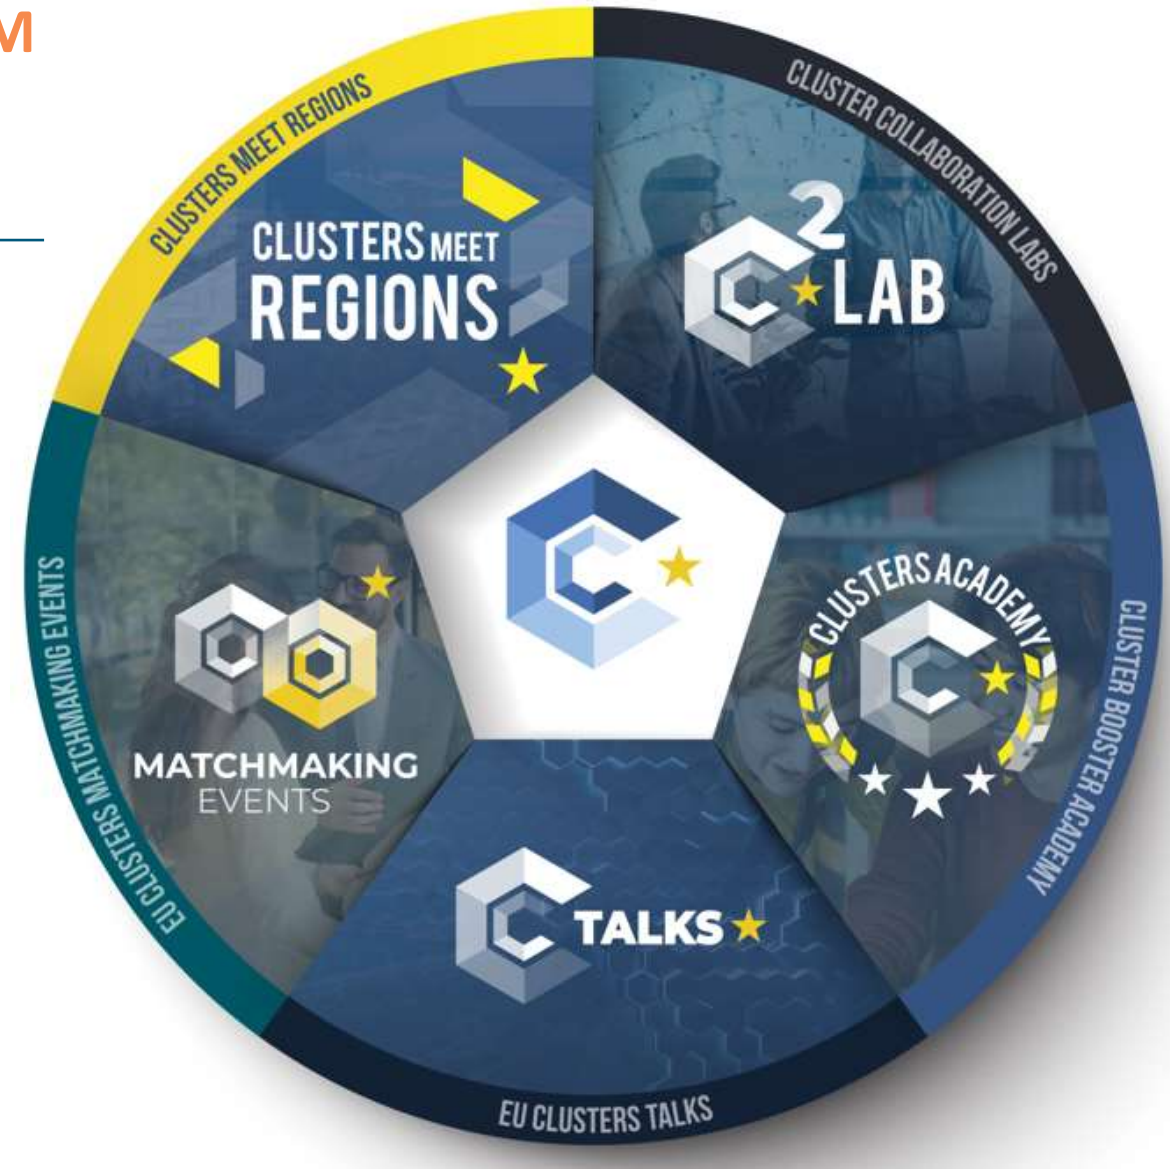 M
CLUSTERS MEET REGIONS
CLUSTERS MEET
REGIONS
CLUSTER COLLABORATION LABS
2
LAB
CLUSTER BOOSTER ACADEMY
CLUSTERS ACADEMY
EU CLUSTERS TALKS
TALKS
EU CLUSTERS MATCHMAKING EVENTS
MATCHMAKING
EVENTS